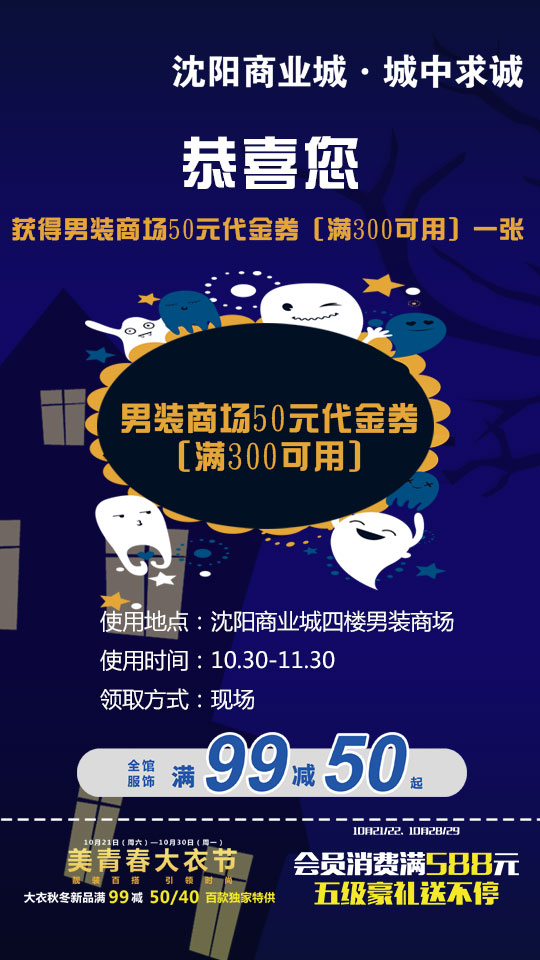 沈阳商业城·城中求诚
恭喜您
获得男装商场50元代金券〔满300可用〕一张
男装商场50元代金券
〔满300可用〕
使用地点：沈阳商业城四楼男装商场
使用时间：10.30-11.30
领取方式：现场
全馆
服饰 满99减50起
10月21/22、10月28/29
10月21日（周六）—10月30日（周一）
美青春大衣节
靓装百搭 引领时尚
大衣秋冬新品满99减50/40 百款独家特供
会员消费满588元
五级豪礼送不停